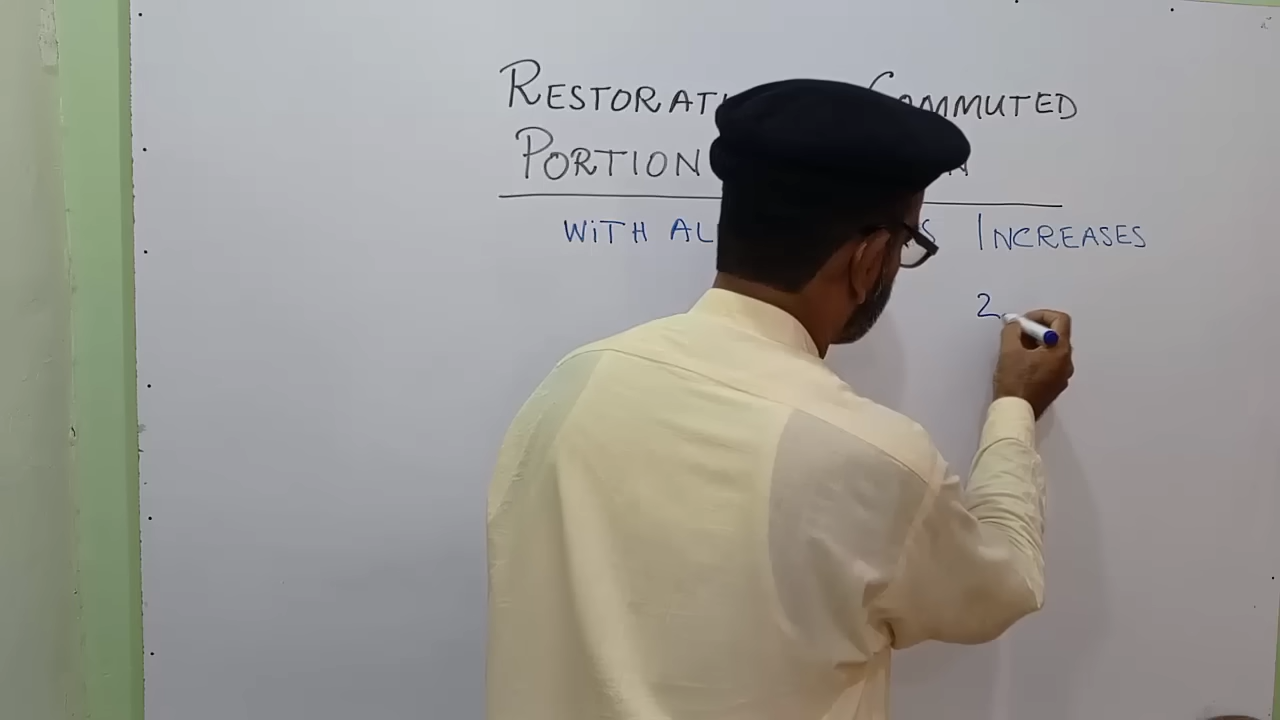 RESTORATI COMMUTED
PORTION N
WITH AL S INCREASES
2